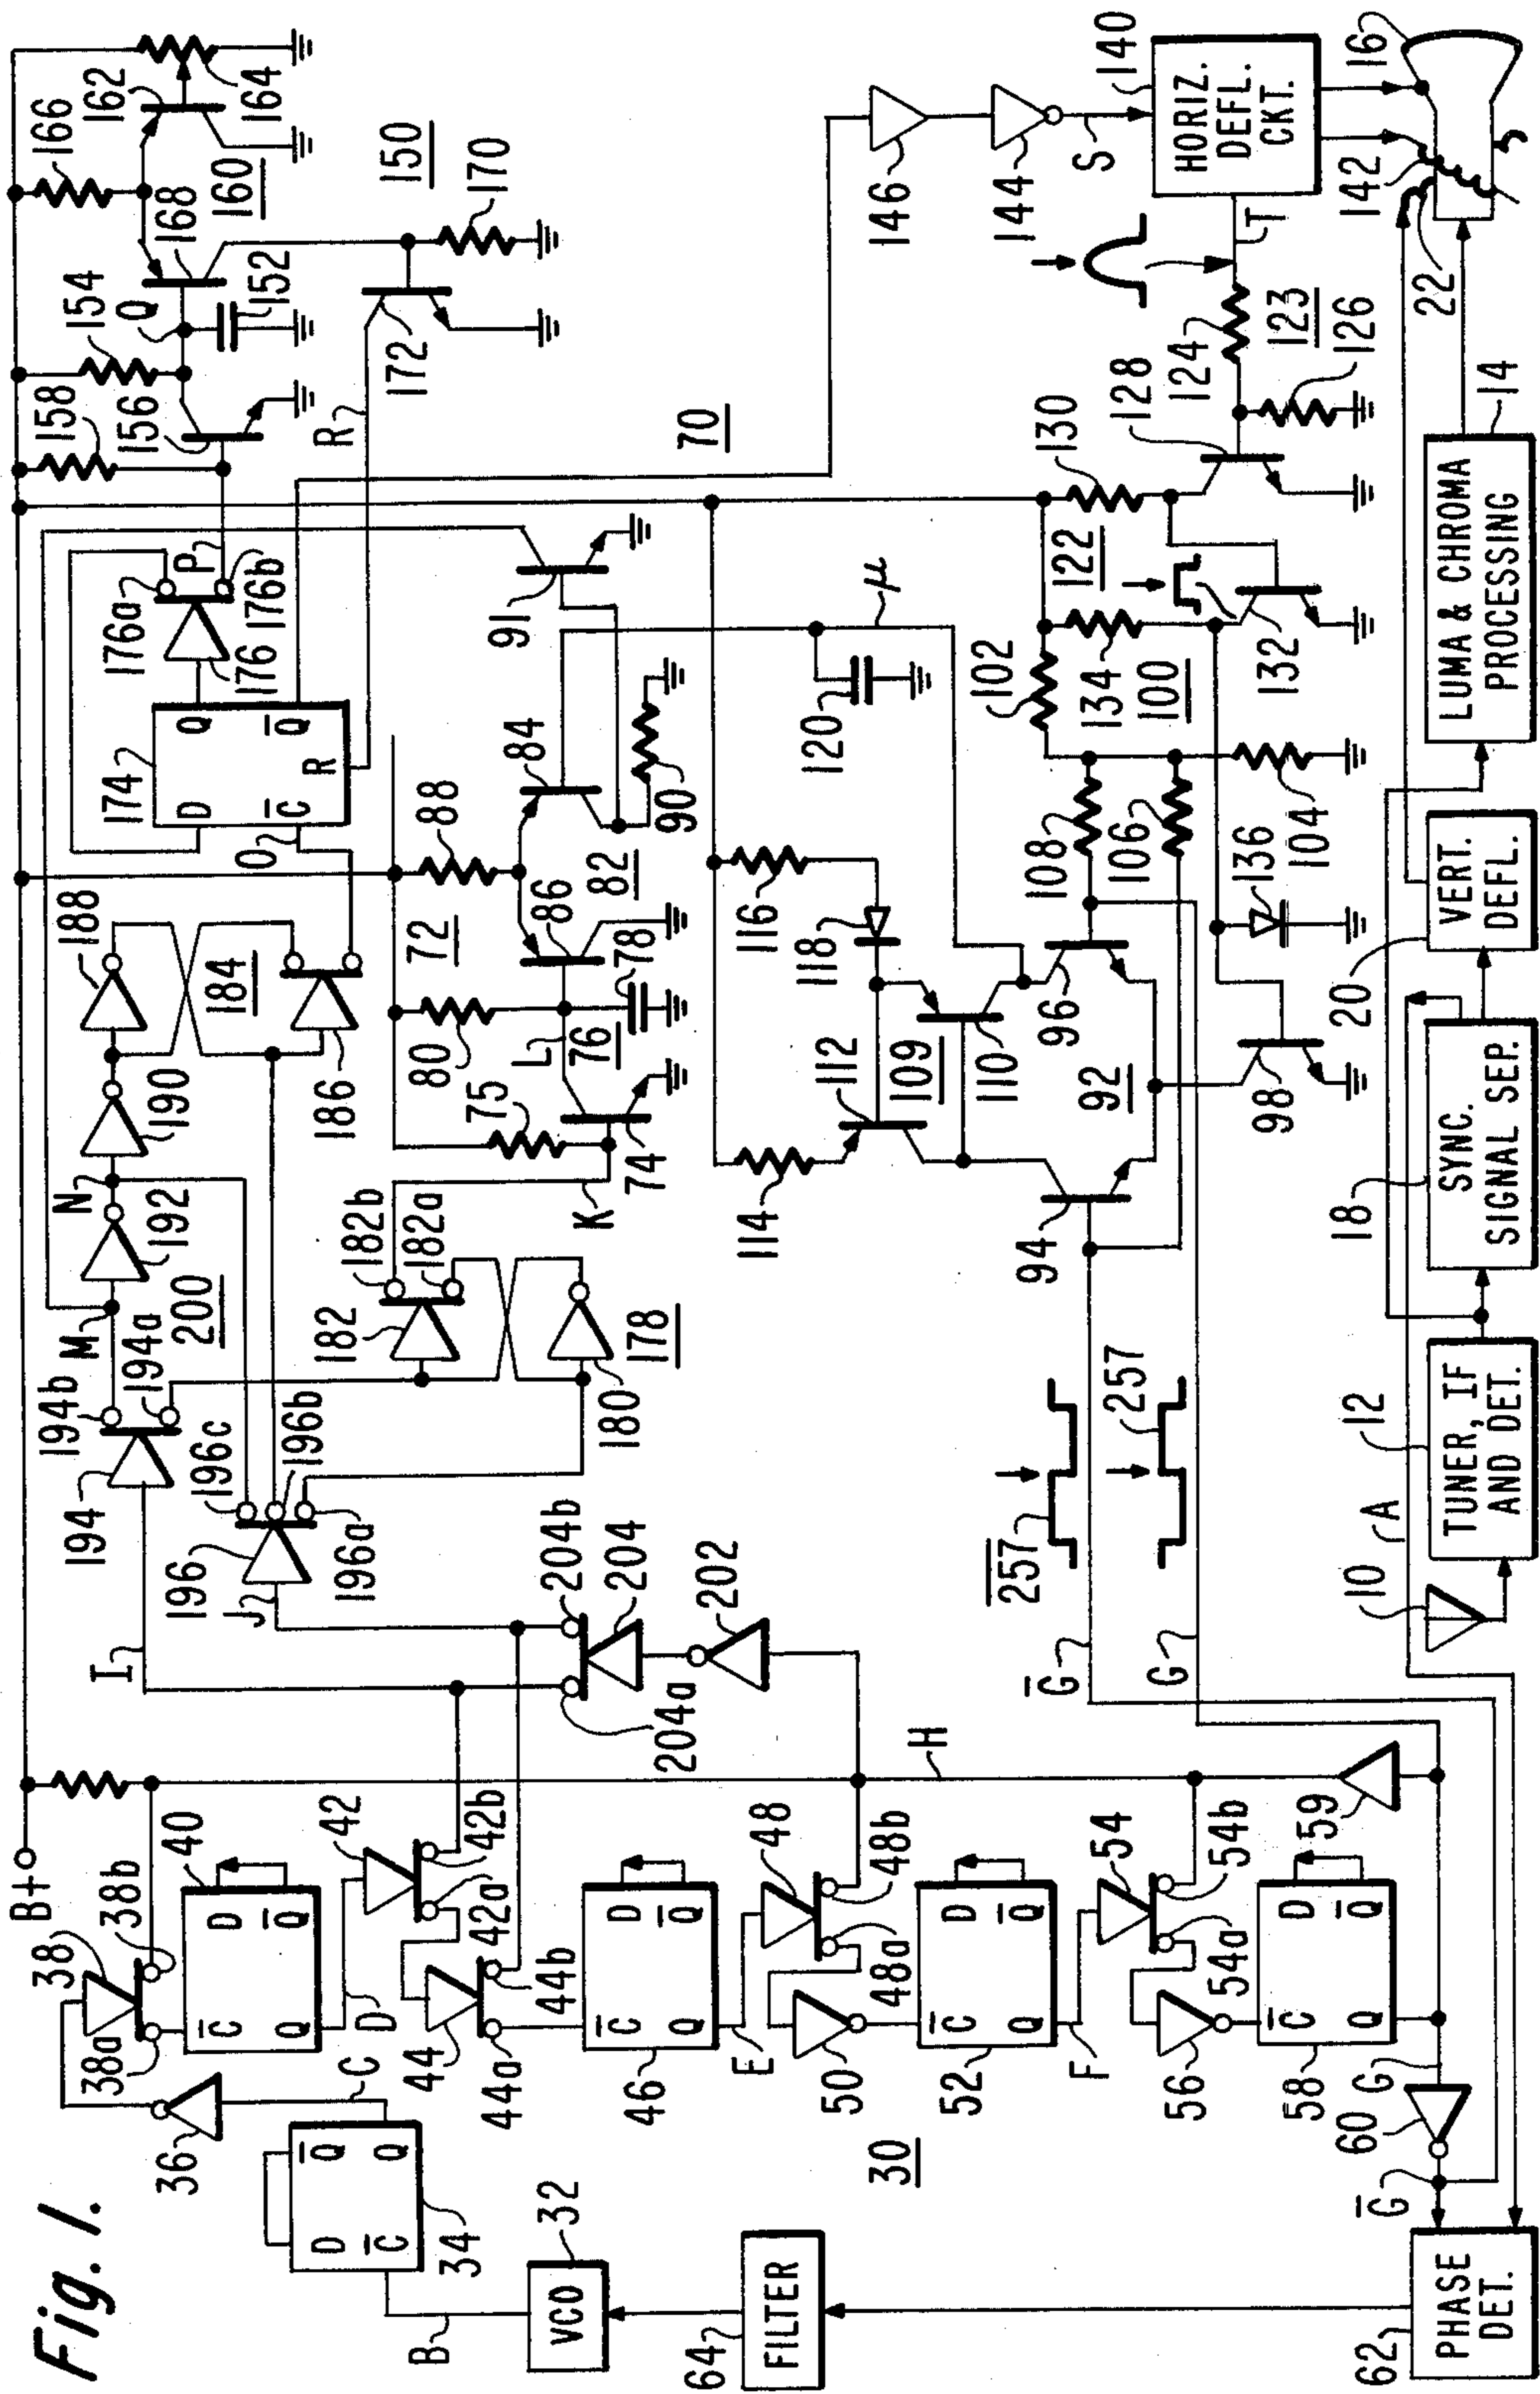 Fig. 1.
B+
38
38b
38a
40
D
Q̅
C̅
Q
36
C
D
42
42b
42a
44
44b
44a
D
Q̅
C̅
Q
34
B
32
VCO
64
FILTER
62
PHASE
DET.
46
D
Q̅
C̅
Q
E
48
48b
48a
50
30
52
D
Q̅
C̅
Q
F
54
54b
54a
56
58
D
Q̅
C̅
Q
59
60
G
G̅
H
I
J
204a
204b
204
202
194
194b
194a
196
196c
196b
196a
M
200
192
N
190
188
184
186
182
182b
182a
180
178
K
75
74
80
L
76
78
72
86
82
88
84
90
91
O
174
D
Q
C̅
Q̅
R
176a
176
176b
P
158
156
154
Q
152
168
160
166
162
164
150
170
172
R
70
146
144
S
140
HORIZ.
DEFL.
CKT.
142
16
22
T
124
123
126
128
130
122
132
134
100
102
104
106
108
136
98
92
96
94
109
110
112
114
116
118
120
μ
G̅
G
2̅5̅7̅
257
10
A
12
TUNER, IF
AND DET.
18
SYNC.
SIGNAL SEP.
20
VERT.
DEFL.
14
LUMA & CHROMA
PROCESSING